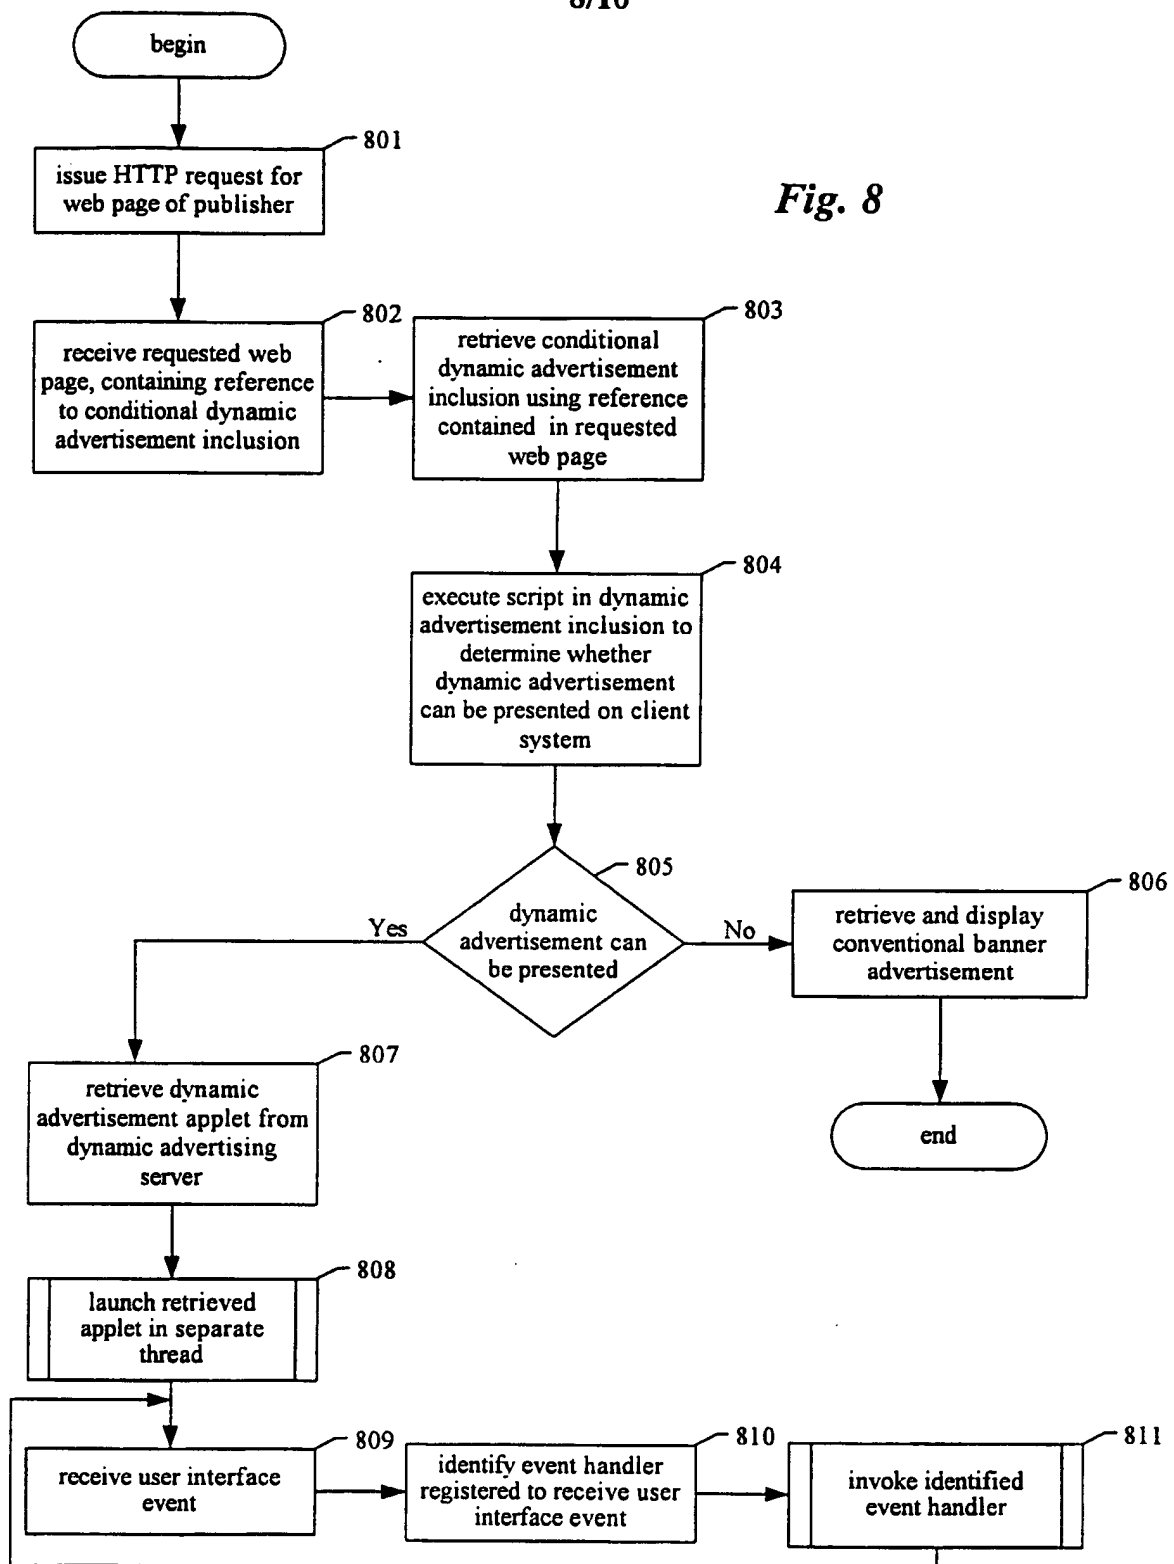 8/16
begin
801
issue HTTP request for
web page of publisher
Fig. 8
802
receive requested web
page, containing reference
to conditional dynamic
advertisement inclusion
803
retrieve conditional
dynamic advertisement
inclusion using reference
contained in requested
web page
804
execute script in dynamic
advertisement inclusion to
determine whether
dynamic advertisement
can be presented on client
system
805
dynamic
advertisement can
be presented
Yes
No
806
retrieve and display
conventional banner
advertisement
end
807
retrieve dynamic
advertisement applet from
dynamic advertising
server
808
launch retrieved
applet in separate
thread
809
receive user interface
event
810
identify event handler
registered to receive user
interface event
811
invoke identified
event handler